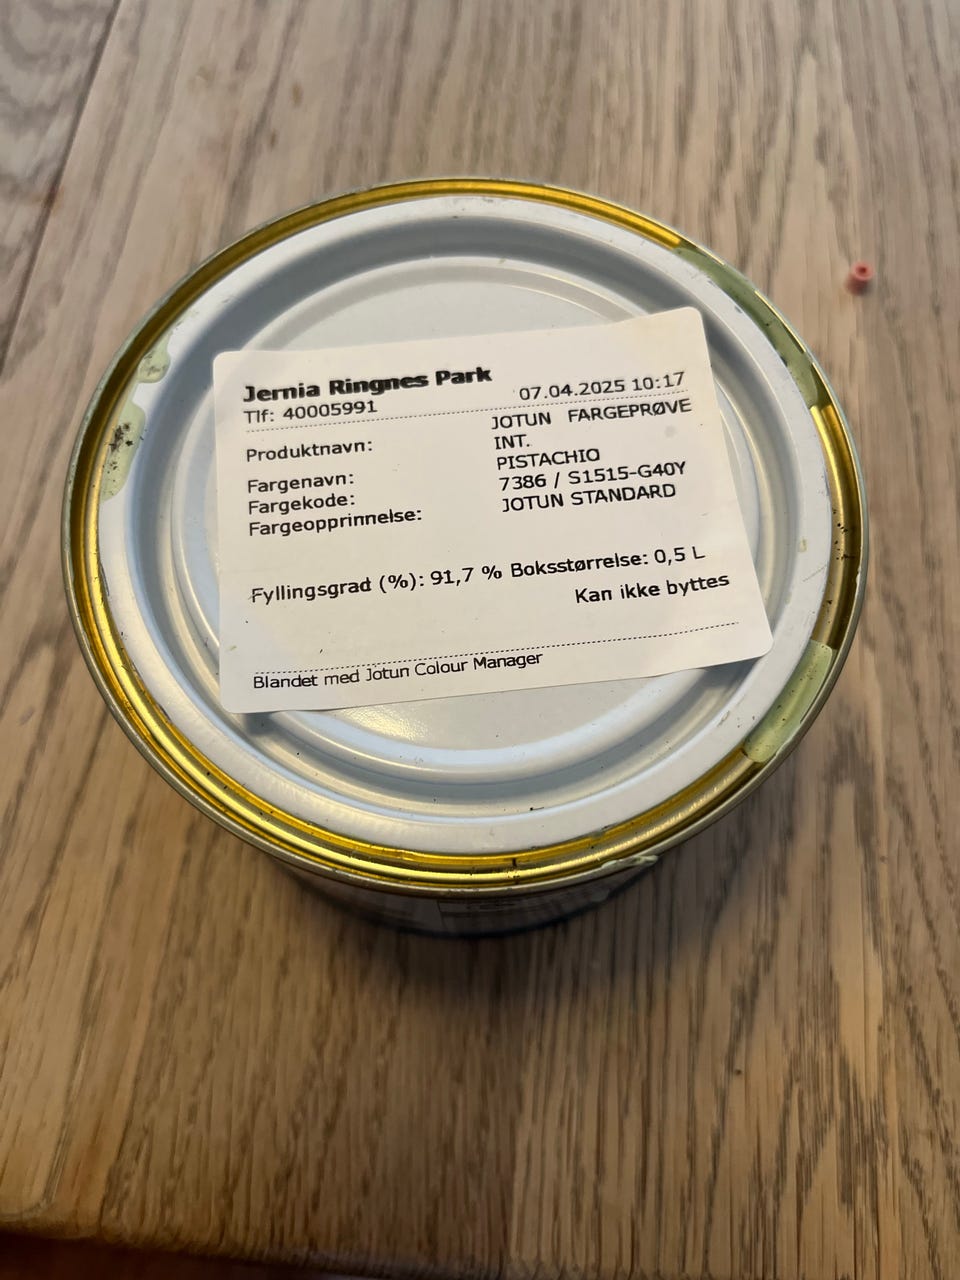 Jernia Ringnes Park
Tlf: 40005991 07.04.2025 10:17
Produktnavn: JOTUN FARGEPRØVE
INT.
Fargenavn: PISTACHIO
Fargekode: 7386 / S1515-G40Y
Fargeopprinnelse: JOTUN STANDARD
Fyllingsgrad (%): 91,7 % Boksstørrelse: 0,5 L
Kan ikke byttes
Blandet med Jotun Colour Manager